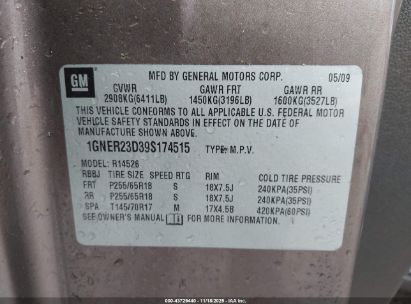 GM
MFD BY GENERAL MOTORS CORP. 05/09
GVWR GAWR FRT GAWR RR
2908KG(6411LB) 1450KG(3196LB) 1600KG(3527LB)
THIS VEHICLE CONFORMS TO ALL APPLICABLE U.S. FEDERAL MOTOR
VEHICLE SAFETY STANDARDS IN EFFECT ON THE DATE OF
MANUFACTURE SHOWN ABOVE.
1GNER23D39S174515 TYPE: M.P.V.
MODEL: R14526
RBBJ TIRE SIZE SPEED RTG RIM COLD TIRE PRESSURE
FRT P255/65R18 S 18X7.5J 240KPA(35PSI)
RR P255/65R18 S 18X7.5J 240KPA(35PSI)
SPA T145/70R17 M 17X4.5B 420KPA(60PSI)
SEE OWNER'S MANUAL FOR MORE INFORMATION.